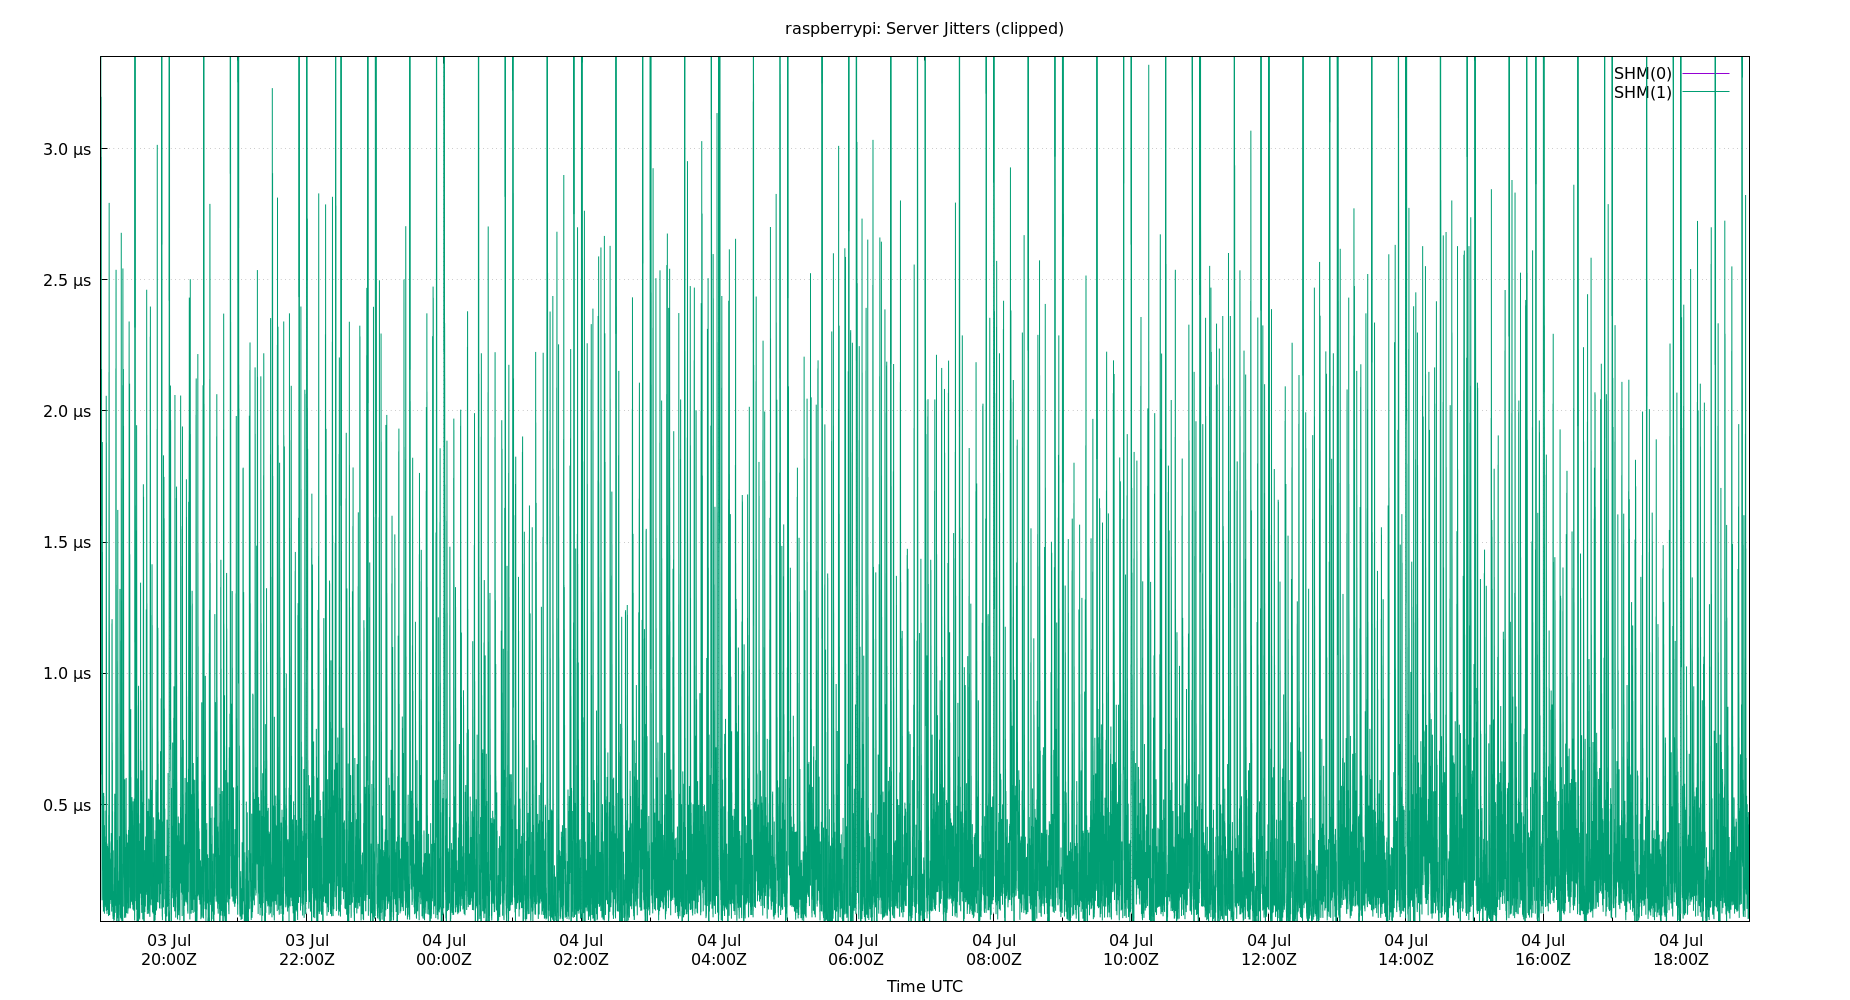 raspberrypi: Server Jitters (clipped)
SHM(0)
SHM(1)
3.0 µs
2.5 µs
2.0 µs
1.5 µs
1.0 µs
0.5 µs
03 Jul 03 Jul 04 Jul 04 Jul 04 Jul 04 Jul 04 Jul 04 Jul 04 Jul 04 Jul 04 Jul 04 Jul
20:00Z 22:00Z 00:00Z 02:00Z 04:00Z 06:00Z 08:00Z 10:00Z 12:00Z 14:00Z 16:00Z 18:00Z
Time UTC